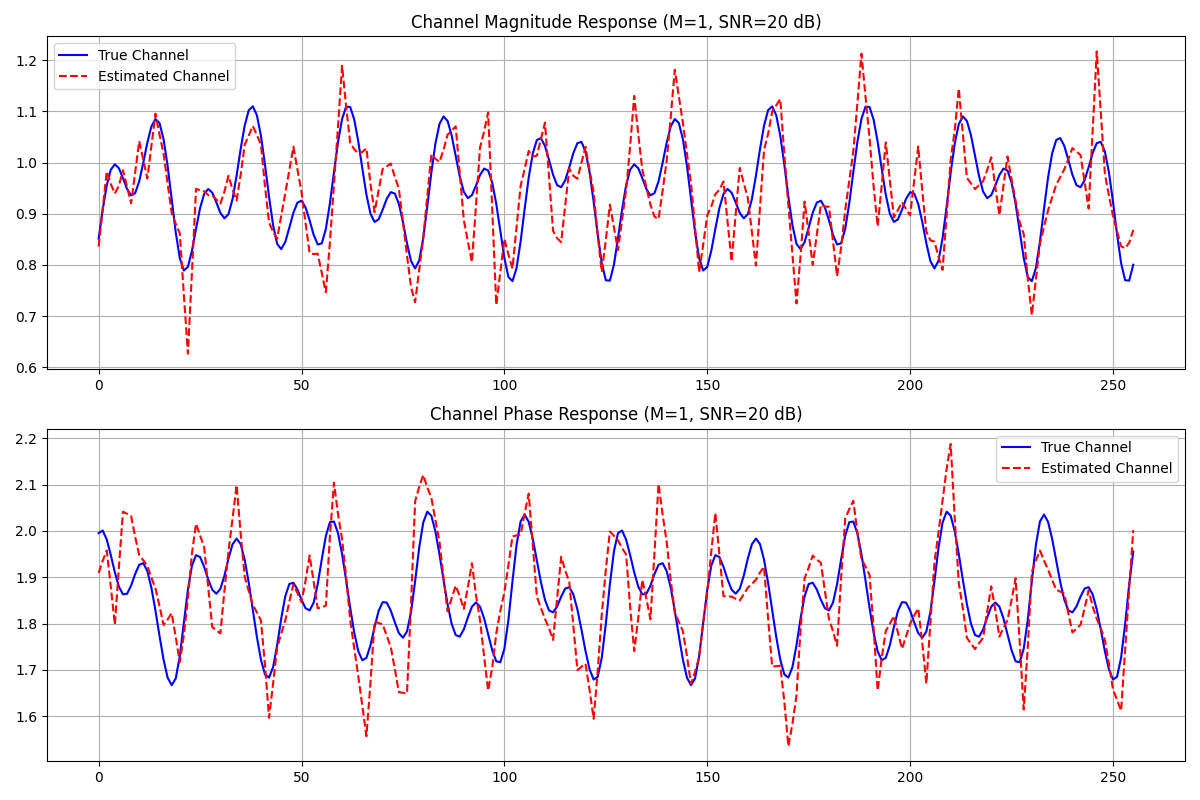 Channel Magnitude Response (M=1, SNR=20 dB)
True Channel
Estimated Channel
1.2
1.1
1.0
0.9
0.8
0.7
0.6
0 50 100 150 200 250
Channel Phase Response (M=1, SNR=20 dB)
True Channel
Estimated Channel
2.2
2.1
2.0
1.9
1.8
1.7
1.6
0 50 100 150 200 250